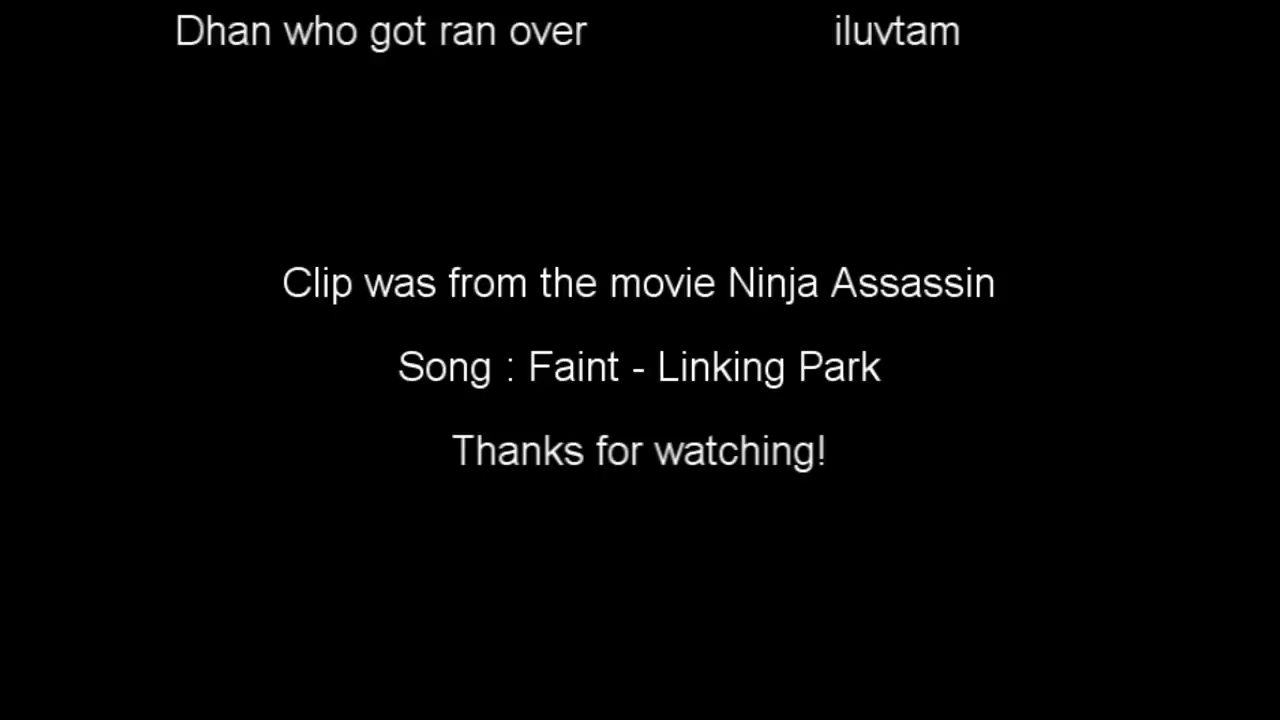 Dhan who got ran over iluvtam
Clip was from the movie Ninja Assassin
Song : Faint - Linking Park
Thanks for watching!